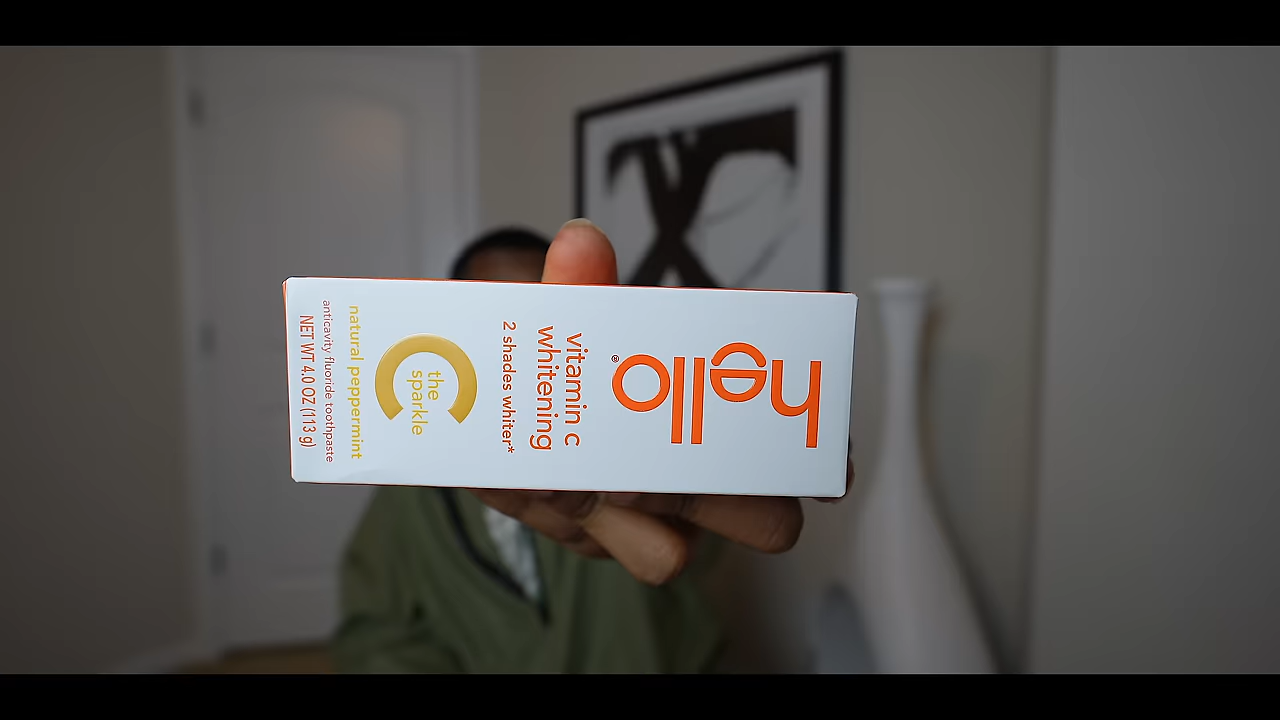 hello®
vitamin c
whitening
2 shades whiter*
the
sparkle
natural peppermint
anticavity fluoride toothpaste
NET WT 4.0 OZ (113 g)